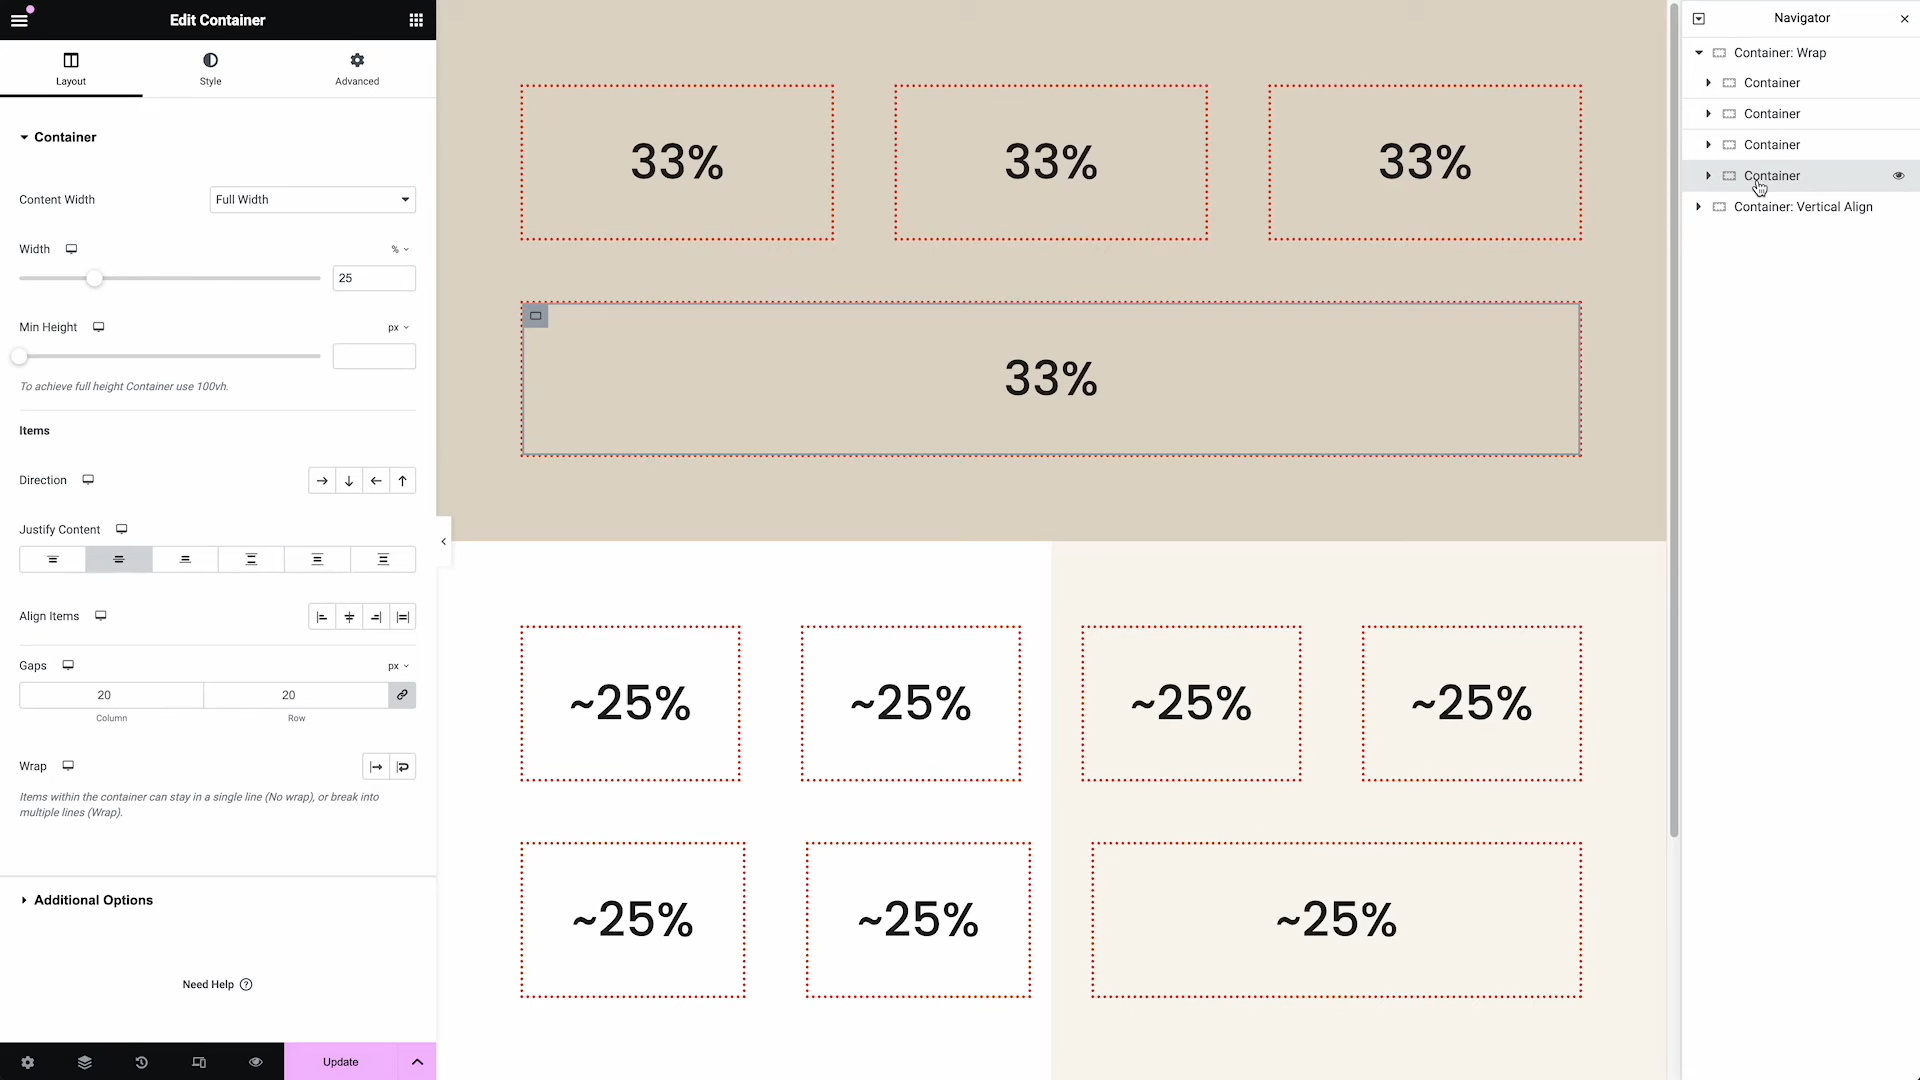 Edit Container
Layout
Style
Advanced
Container
Content Width
Full Width
Width
%
25
Min Height
px
To achieve full height Container use 100vh.
Items
Direction
Justify Content
Align Items
Gaps
px
20
20
Column
Row
Wrap
Items within the container can stay in a single line (No wrap), or break into
multiple lines (Wrap).
Additional Options
Need Help
Update
33%
33%
33%
33%
~25%
~25%
~25%
~25%
~25%
~25%
~25%
Navigator
Container: Wrap
Container
Container
Container
Container
Container: Vertical Align